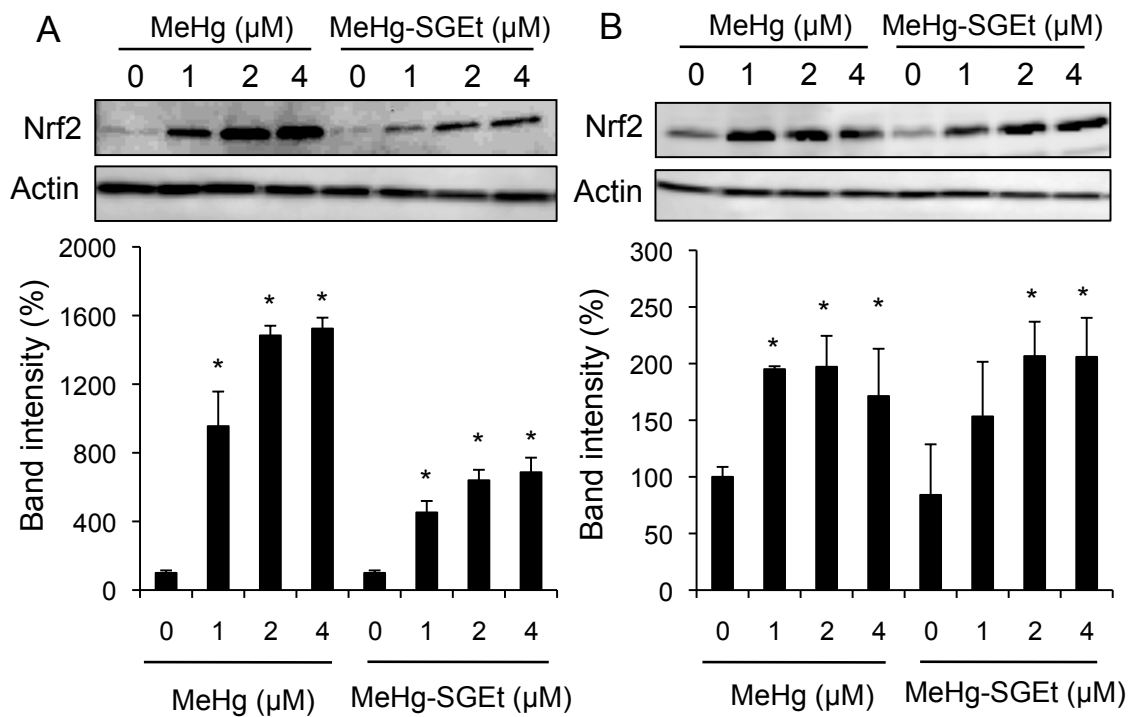 A
MeHg (µM) MeHg-SGEt (µM)
0 1 2 4 0 1 2 4
Nrf2
Actin
2000
1600
1200
800
400
0
Band intensity (%)
* * * * * *
0 1 2 4 0 1 2 4
MeHg (µM) MeHg-SGEt (µM)
B
MeHg (µM) MeHg-SGEt (µM)
0 1 2 4 0 1 2 4
Nrf2
Actin
300
250
200
150
100
50
0
Band intensity (%)
* * * * *
0 1 2 4 0 1 2 4
MeHg (µM) MeHg-SGEt (µM)